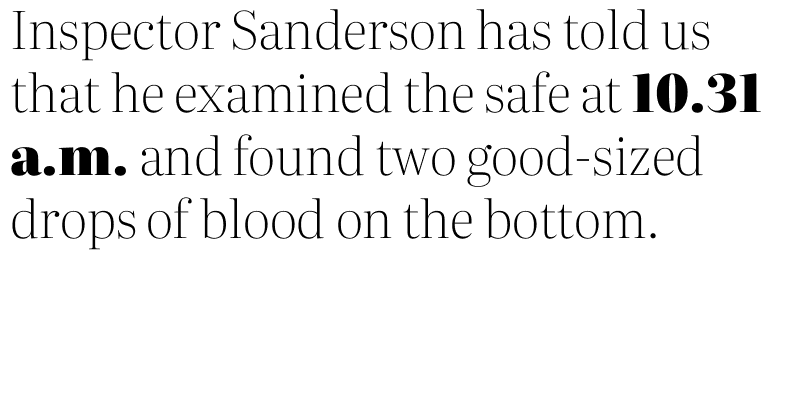 Inspector Sanderson has told us
that he examined the safe at 10.31
a.m. and found two good-sized
drops of blood on the bottom.